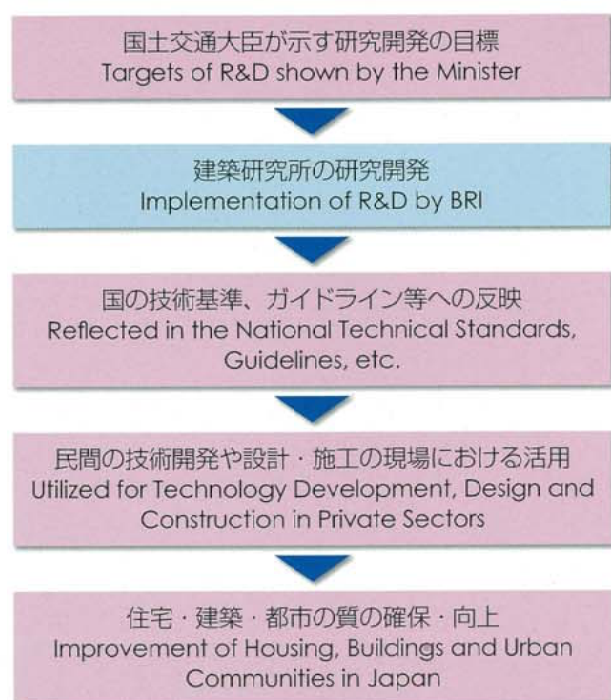 国土交通大臣が示す研究開発の目標
Targets of R&D shown by the Minister
建築研究所の研究開発
Implementation of R&D by BRI
国の技術基準、ガイドライン等への反映
Reflected in the National Technical Standards,
Guidelines, etc.
民間の技術開発や設計・施工の現場における活用
Utilized for Technology Development, Design and
Construction in Private Sectors
住宅・建築・都市の質の確保・向上
Improvement of Housing, Buildings and Urban
Communities in Japan